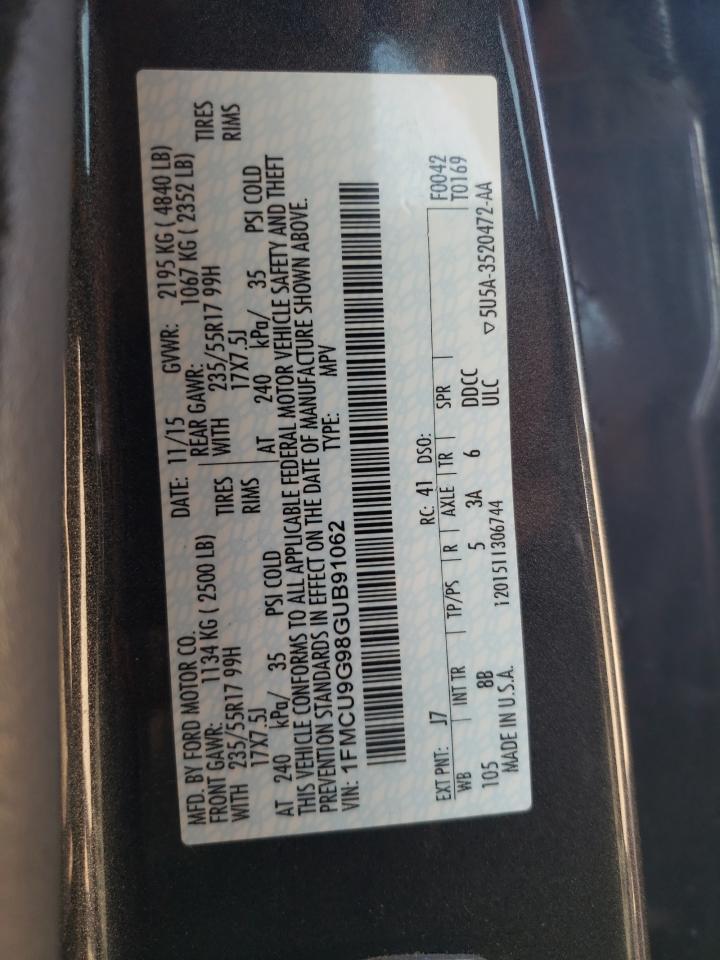 MFD. BY FORD MOTOR CO.
DATE: 11/15 GVWR: 2195 KG ( 4840 LB)
FRONT GAWR: 1134 KG ( 2500 LB)
REAR GAWR: 1067 KG ( 2352 LB)
WITH 235/55R17 99H TIRES
WITH 235/55R17 99H TIRES
17X7.5J RIMS
17X7.5J RIMS
AT 240 kPa/ 35 PSI COLD
AT 240 kPa/ 35 PSI COLD
THIS VEHICLE CONFORMS TO ALL APPLICABLE FEDERAL MOTOR VEHICLE SAFETY AND THEFT
PREVENTION STANDARDS IN EFFECT ON THE DATE OF MANUFACTURE SHOWN ABOVE.
VIN: 1FMCU9G98GUB91062
TYPE: MPV
EXT PNT: J7 RC: 41 DSO: F0042
T0169
WB INT TR TP/PS R AXLE TR SPR
105 8B 5 3A 6 DDCC
ULC
MADE IN U.S.A. 1201511306744
▽5U5A-3520472-AA